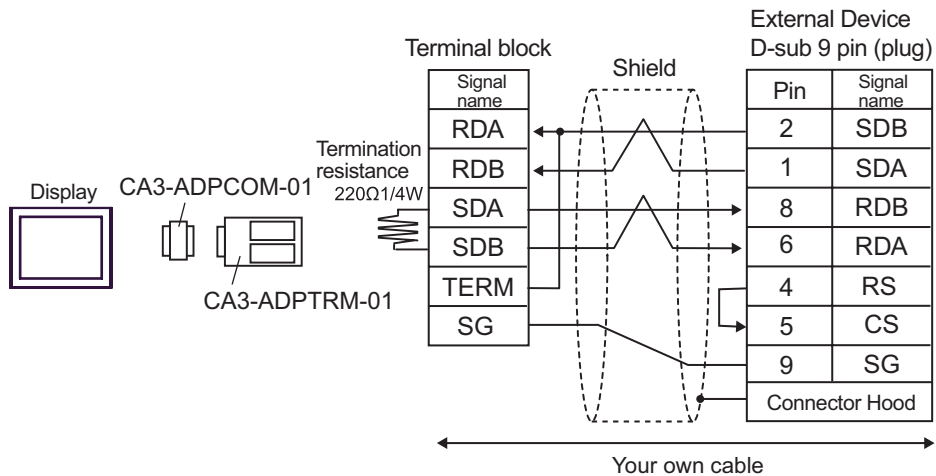 External Device
D-sub 9 pin (plug)
Terminal block
Shield
Signal
name
Pin
Signal
name
RDA
2
SDB
Termination
resistance
220Ω1/4W
RDB
1
SDA
Display
CA3-ADPCOM-01
SDA
8
RDB
SDB
6
RDA
CA3-ADPTRM-01
TERM
4
RS
SG
5
CS
9
SG
Connector Hood
Your own cable